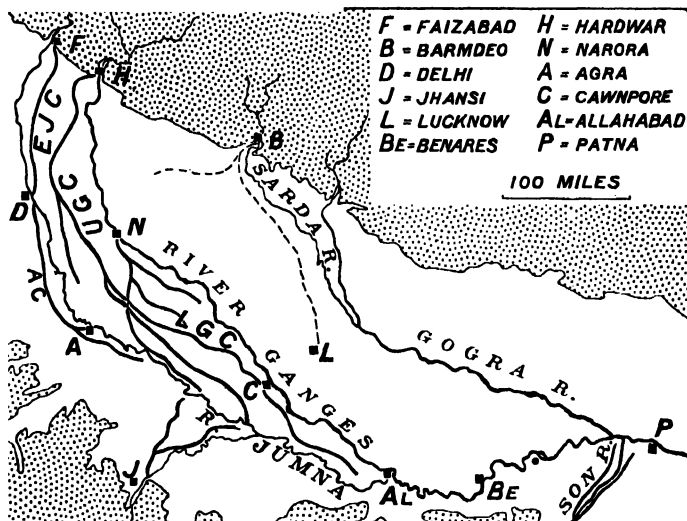 F = FAIZABAD H = HARDWAR
B = BARMDEO N = NARORA
D = DELHI A = AGRA
J = JHANSI C = CAWNPORE
L = LUCKNOW AL=ALLAHABAD
BE=BENARES P = PATNA
100 MILES
F
H
B
EJC
UGC
SARDA R.
D
N
RIVER GANGES
AC
LGC
A
L
GOGRA R.
C
R. JUMNA
J
AL
BE
P
SON R.